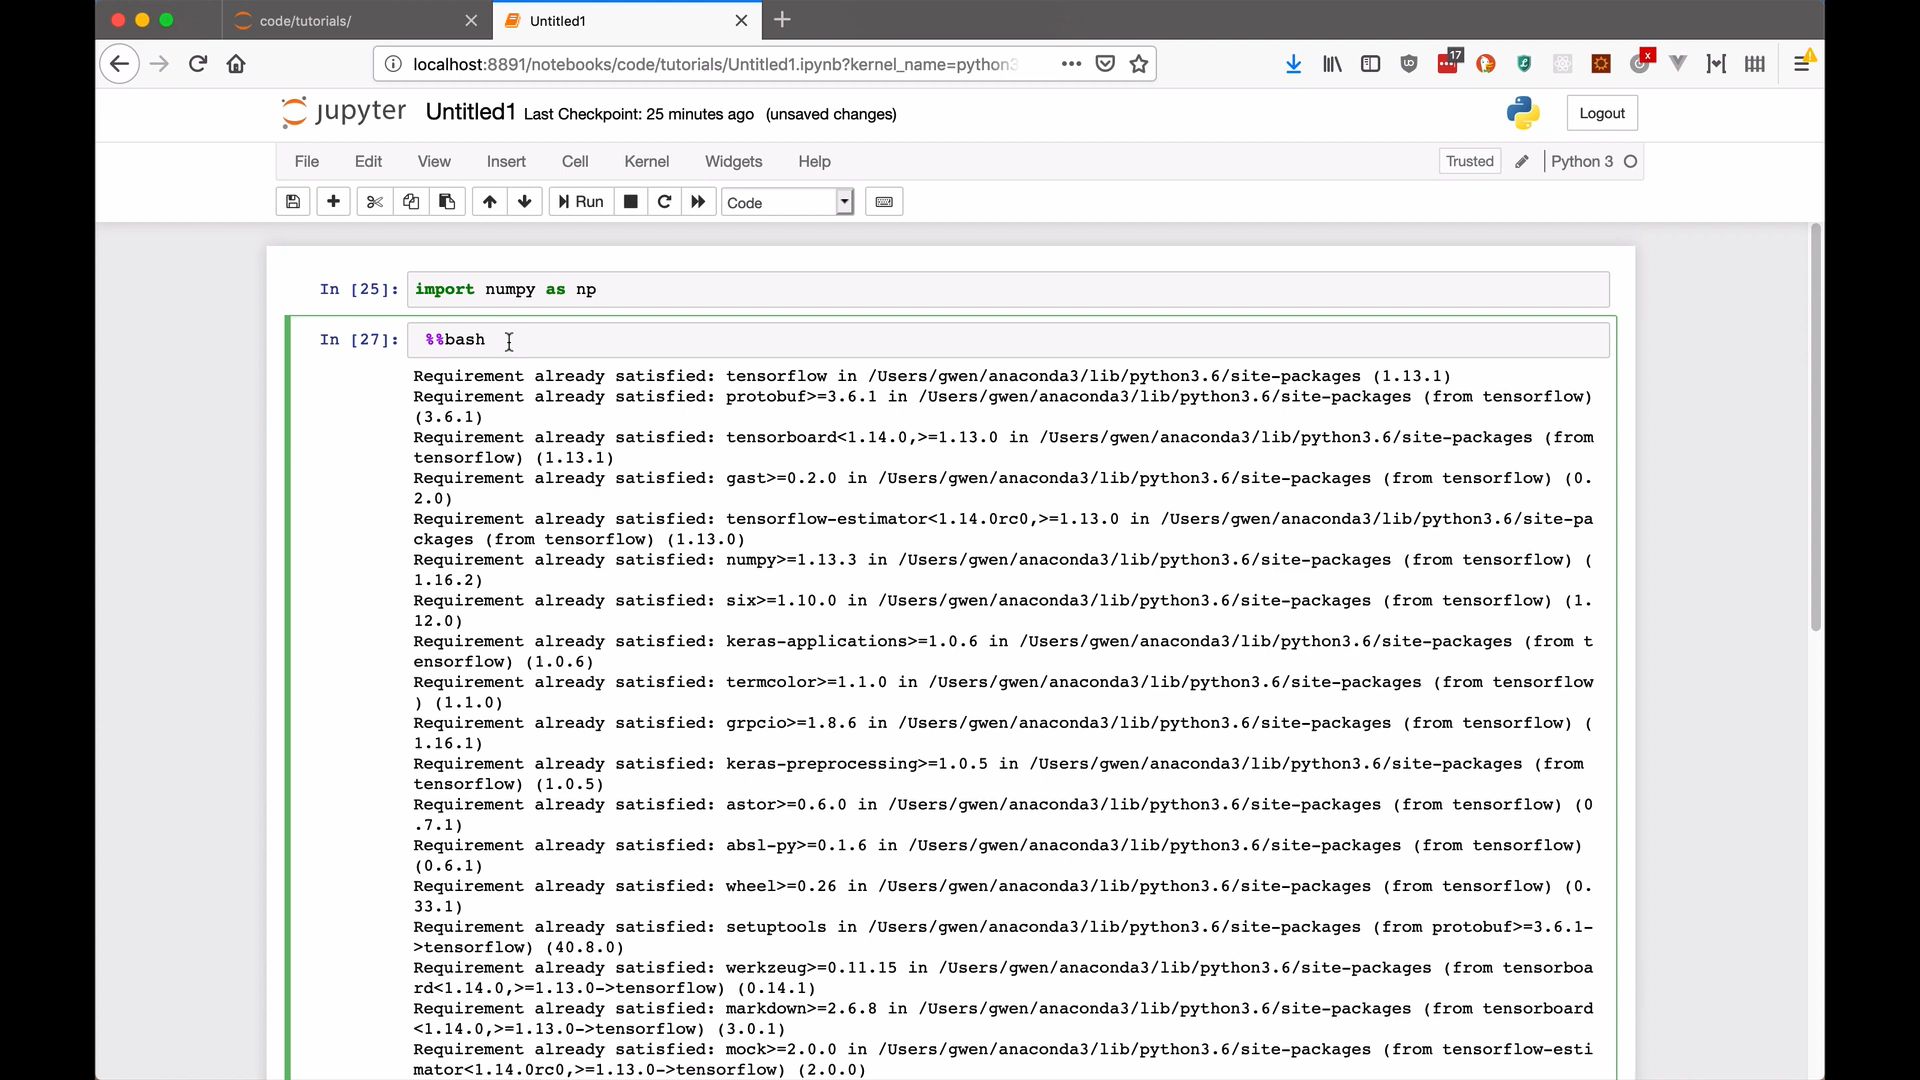 code/tutorials/
Untitled1
localhost:8891/notebooks/code/tutorials/Untitled1.ipynb?kernel_name=python3
17
x
jupyter Untitled1 Last Checkpoint: 25 minutes ago (unsaved changes)
Logout
File Edit View Insert Cell Kernel Widgets Help
Trusted
Python 3
Run
Code
In [25]: import numpy as np
In [27]: %%bash
Requirement already satisfied: tensorflow in /Users/gwen/anaconda3/lib/python3.6/site-packages (1.13.1)
Requirement already satisfied: protobuf>=3.6.1 in /Users/gwen/anaconda3/lib/python3.6/site-packages (from tensorflow)
(3.6.1)
Requirement already satisfied: tensorboard<1.14.0,>=1.13.0 in /Users/gwen/anaconda3/lib/python3.6/site-packages (from
tensorflow) (1.13.1)
Requirement already satisfied: gast>=0.2.0 in /Users/gwen/anaconda3/lib/python3.6/site-packages (from tensorflow) (0.
2.0)
Requirement already satisfied: tensorflow-estimator<1.14.0rc0,>=1.13.0 in /Users/gwen/anaconda3/lib/python3.6/site-pa
ckages (from tensorflow) (1.13.0)
Requirement already satisfied: numpy>=1.13.3 in /Users/gwen/anaconda3/lib/python3.6/site-packages (from tensorflow) (
1.16.2)
Requirement already satisfied: six>=1.10.0 in /Users/gwen/anaconda3/lib/python3.6/site-packages (from tensorflow) (1.
12.0)
Requirement already satisfied: keras-applications>=1.0.6 in /Users/gwen/anaconda3/lib/python3.6/site-packages (from t
ensorflow) (1.0.6)
Requirement already satisfied: termcolor>=1.1.0 in /Users/gwen/anaconda3/lib/python3.6/site-packages (from tensorflow
) (1.1.0)
Requirement already satisfied: grpcio>=1.8.6 in /Users/gwen/anaconda3/lib/python3.6/site-packages (from tensorflow) (
1.16.1)
Requirement already satisfied: keras-preprocessing>=1.0.5 in /Users/gwen/anaconda3/lib/python3.6/site-packages (from
tensorflow) (1.0.5)
Requirement already satisfied: astor>=0.6.0 in /Users/gwen/anaconda3/lib/python3.6/site-packages (from tensorflow) (0
.7.1)
Requirement already satisfied: absl-py>=0.1.6 in /Users/gwen/anaconda3/lib/python3.6/site-packages (from tensorflow)
(0.6.1)
Requirement already satisfied: wheel>=0.26 in /Users/gwen/anaconda3/lib/python3.6/site-packages (from tensorflow) (0.
33.1)
Requirement already satisfied: setuptools in /Users/gwen/anaconda3/lib/python3.6/site-packages (from protobuf>=3.6.1-
>tensorflow) (40.8.0)
Requirement already satisfied: werkzeug>=0.11.15 in /Users/gwen/anaconda3/lib/python3.6/site-packages (from tensorboa
rd<1.14.0,>=1.13.0->tensorflow) (0.14.1)
Requirement already satisfied: markdown>=2.6.8 in /Users/gwen/anaconda3/lib/python3.6/site-packages (from tensorboard
<1.14.0,>=1.13.0->tensorflow) (3.0.1)
Requirement already satisfied: mock>=2.0.0 in /Users/gwen/anaconda3/lib/python3.6/site-packages (from tensorflow-esti
mator<1.14.0rc0,>=1.13.0->tensorflow) (2.0.0)